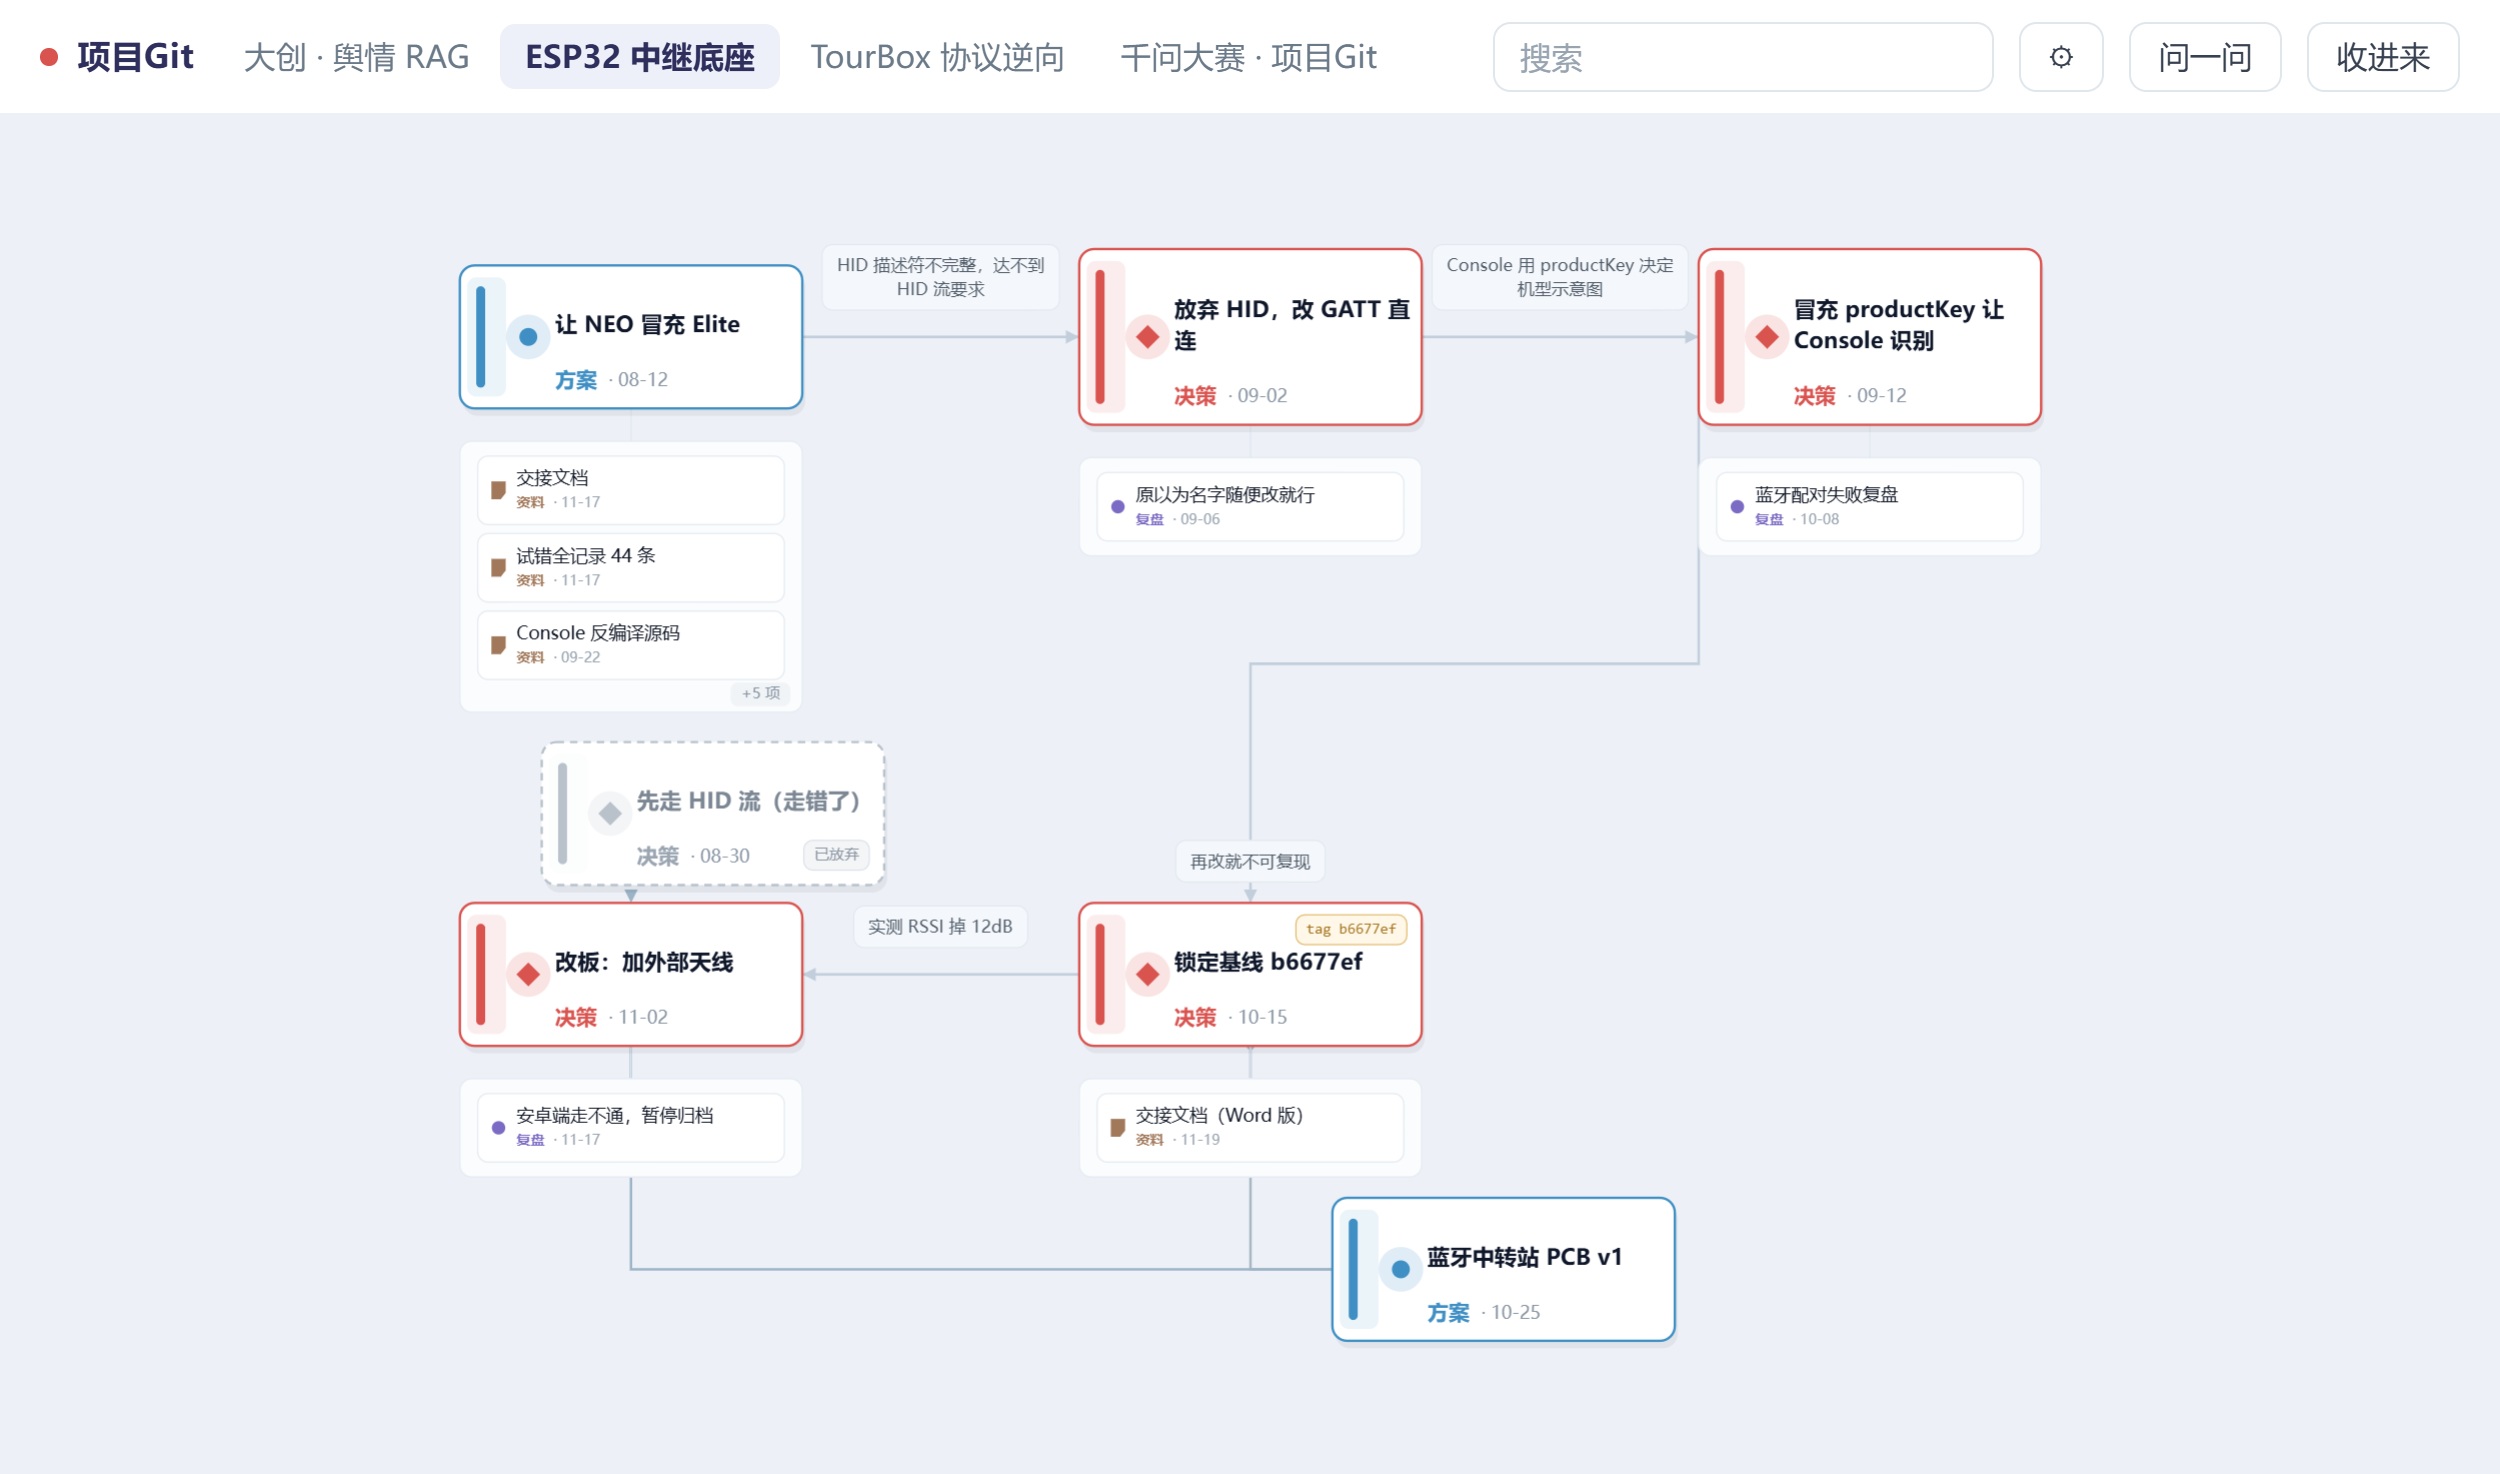 项目Git
大创 · 舆情 RAG
ESP32 中继底座
TourBox 协议逆向
千问大赛 · 项目Git
搜索
问一问
收进来
让 NEO 冒充 Elite
方案 · 08-12
HID 描述符不完整，达不到
HID 流要求
放弃 HID，改 GATT 直
连
决策 · 09-02
Console 用 productKey 决定
机型示意图
冒充 productKey 让
Console 识别
决策 · 09-12
交接文档
资料 · 11-17
试错全记录 44 条
资料 · 11-17
Console 反编译源码
资料 · 09-22
+5 项
原以为名字随便改就行
复盘 · 09-06
蓝牙配对失败复盘
复盘 · 10-08
先走 HID 流（走错了）
决策 · 08-30
已放弃
再改就不可复现
改板：加外部天线
决策 · 11-02
实测 RSSI 掉 12dB
tag b6677ef
锁定基线 b6677ef
决策 · 10-15
安卓端走不通，暂停归档
复盘 · 11-17
交接文档（Word 版）
资料 · 11-19
蓝牙中转站 PCB v1
方案 · 10-25